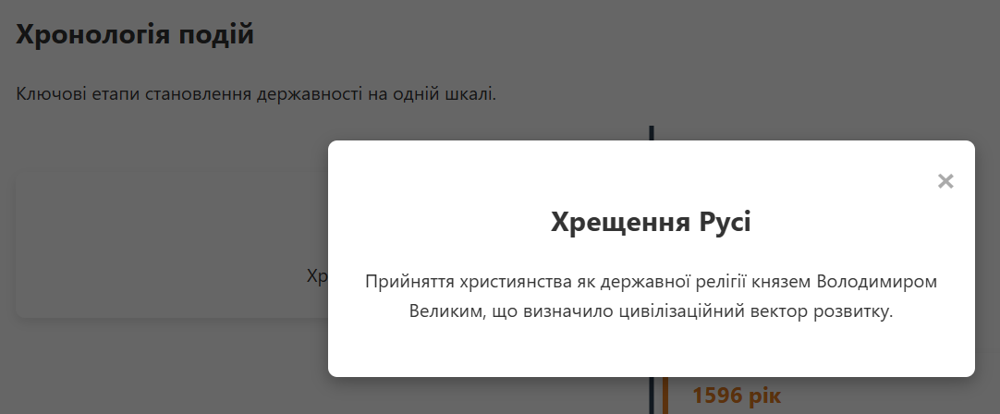 Хронологія подій
Ключові етапи становлення державності на одній шкалі.
×
Хрещення Русі
Хр
Прийняття християнства як державної релігії князем Володимиром
Великим, що визначило цивілізаційний вектор розвитку.
1596 рік